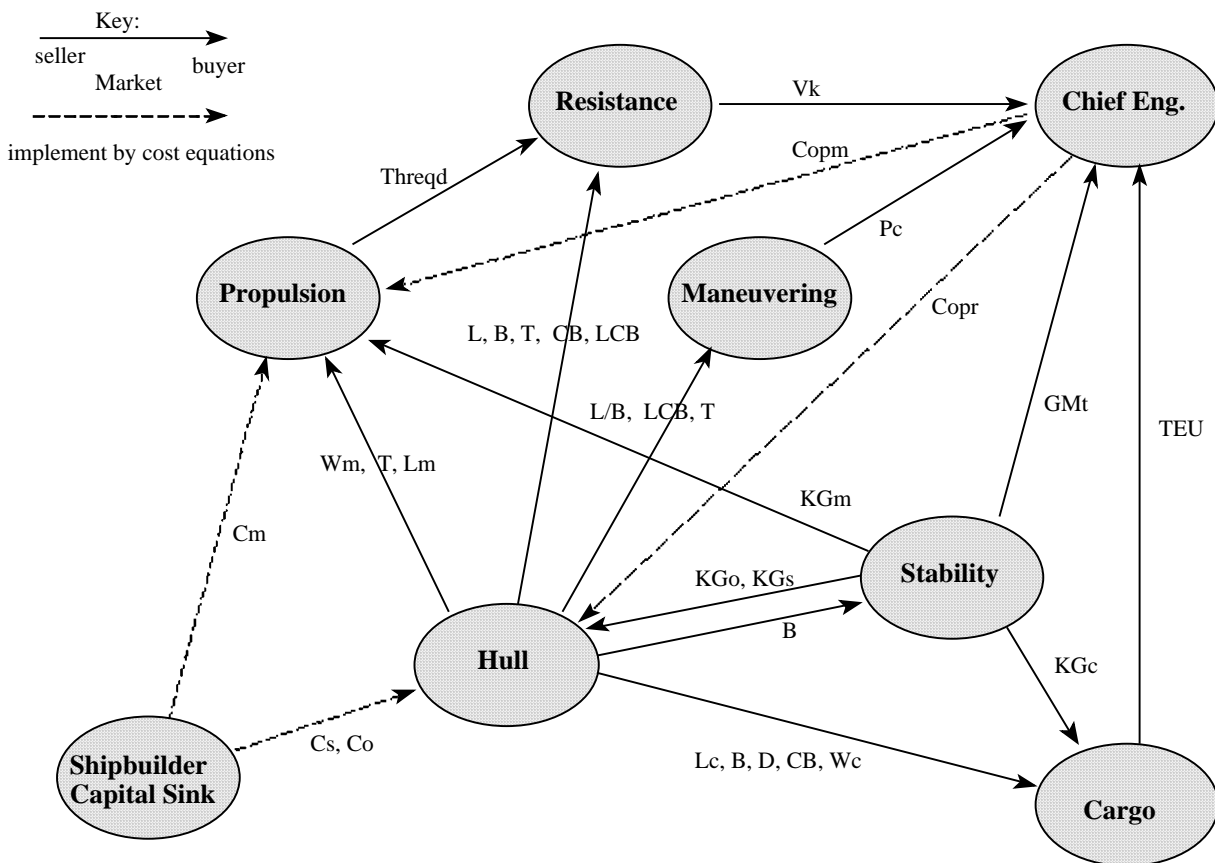 Key:
seller
buyer
Market
implement by cost equations
Resistance
Vk
Chief Eng.
Copm
Threqd
Pc
Propulsion
Maneuvering
Copr
L, B, T, CB, LCB
L/B, LCB, T
GMt
TEU
Wm, T, Lm
KGm
Cm
Stability
KGo, KGs
B
Hull
KGc
Cs, Co
Lc, B, D, CB, Wc
Shipbuilder
Capital Sink
Cargo